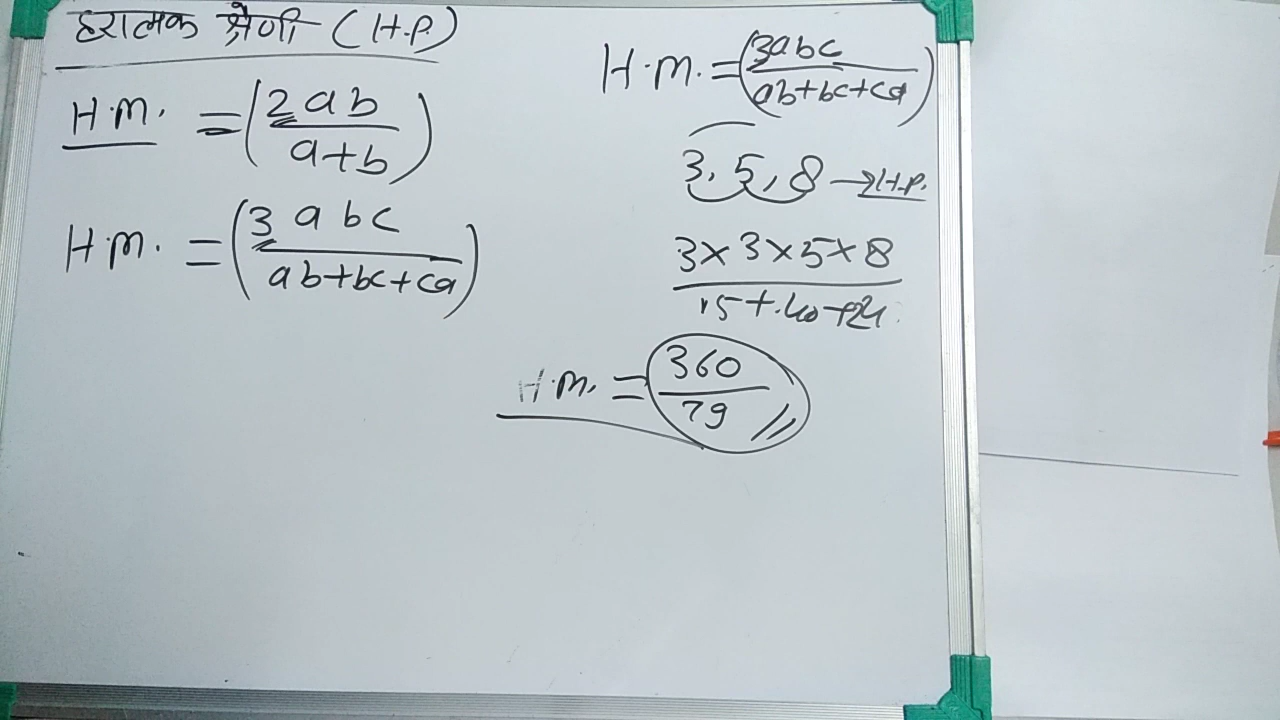 हरात्मक श्रेणी (H.P)
H.M. = (2ab / a+b)
H.M. = (3abc / ab+bc+ca)
H.M. = (3abc / ab+bc+ca)
3, 5, 8 → H.P.
3×3×5×8 / 15+40+24
H.M. = 360 / 79